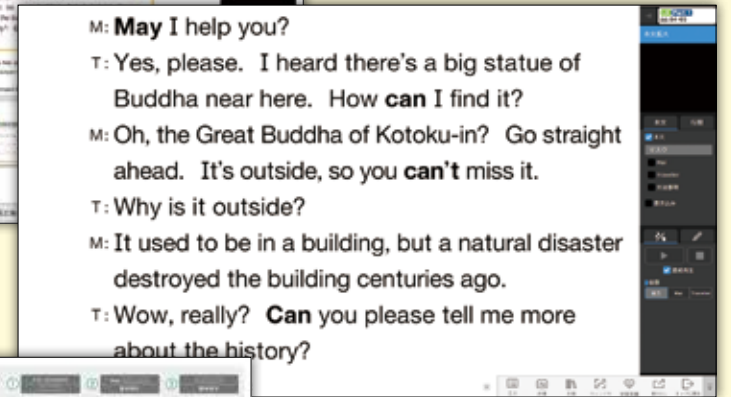 M: May I help you?
T: Yes, please. I heard there's a big statue of
Buddha near here. How can I find it?
M: Oh, the Great Buddha of Kotoku-in? Go straight
ahead. It's outside, so you can't miss it.
T: Why is it outside?
M: It used to be in a building, but a natural disaster
destroyed the building centuries ago.
T: Wow, really? Can you please tell me more
about the history?